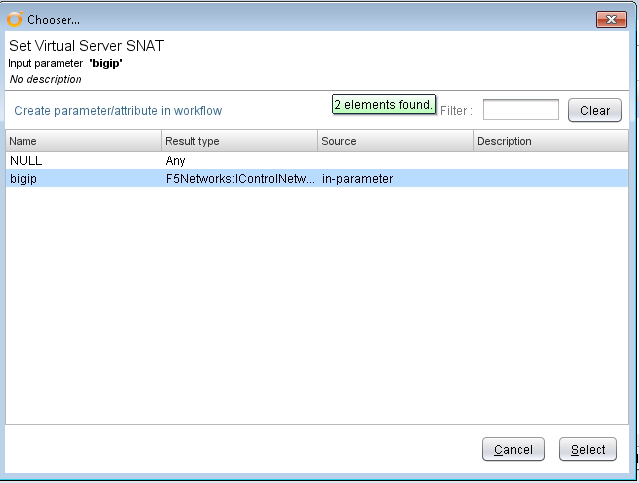 Chooser...
Set Virtual Server SNAT
Input parameter 'bigip'
No description
Create parameter/attribute in workflow 2 elements found. Filter : Clear
Name Result type Source Description
NULL Any
bigip F5Networks:IControlNetw... in-parameter
Cancel Select